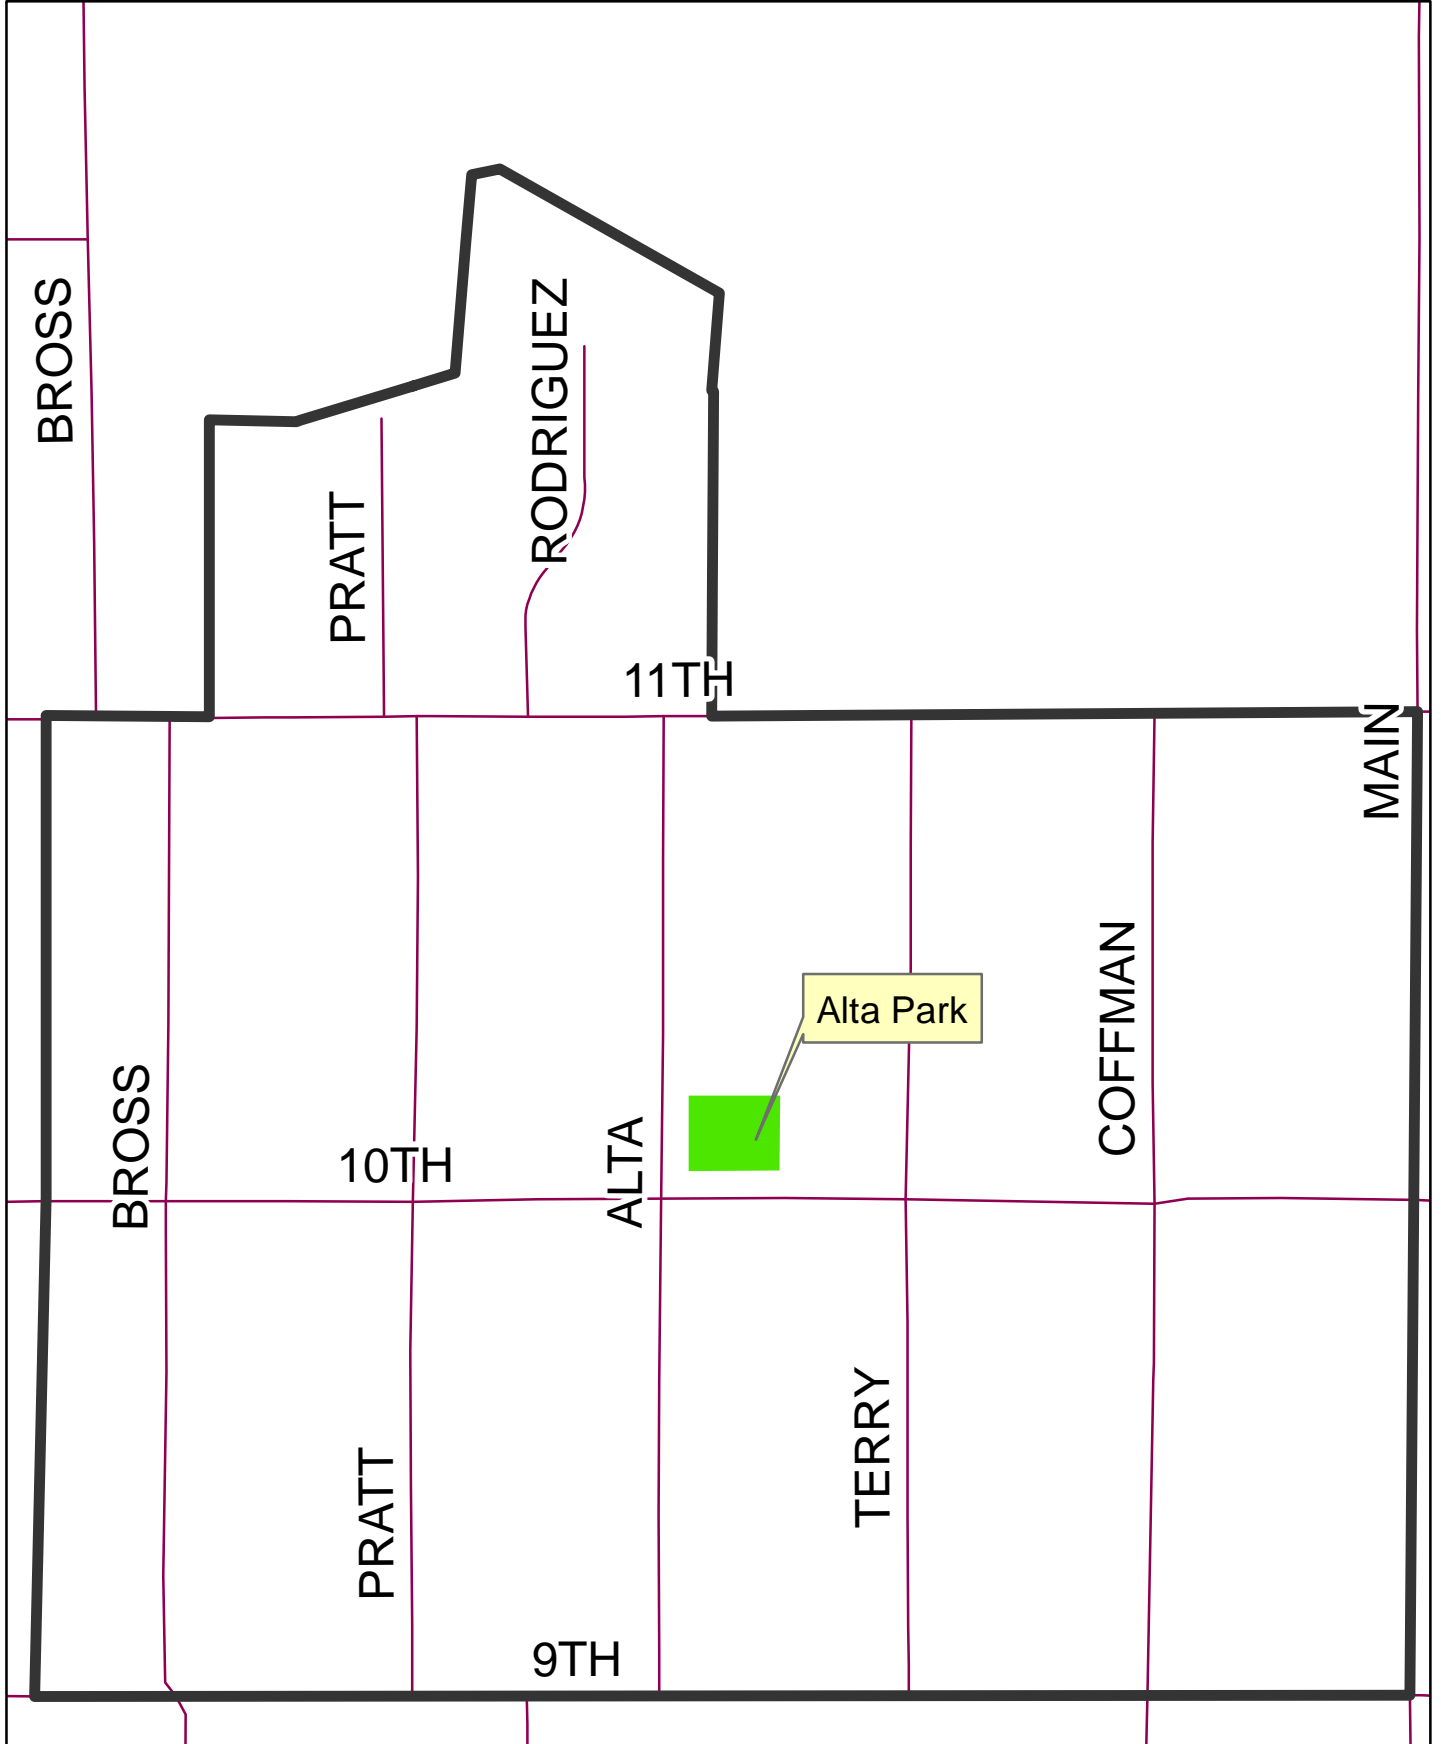 BROSS
RODRIGUEZ
PRATT
11TH
MAIN
COFFMAN
Alta Park
BROSS
10TH
ALTA
TERRY
PRATT
9TH